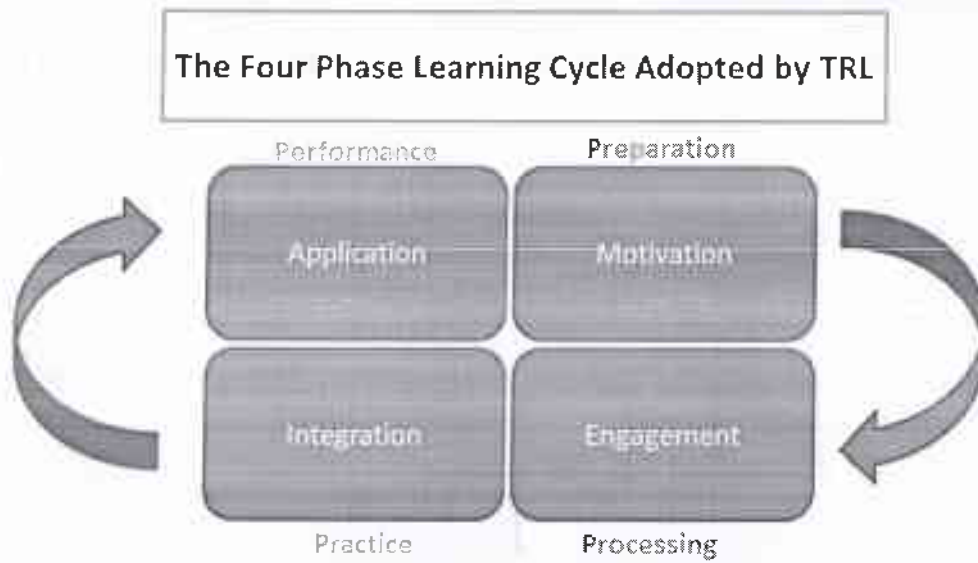 The Four Phase Learning Cycle Adopted by TRL
Performance Preparation
Application Motivation
Integration Engagement
Practice Processing